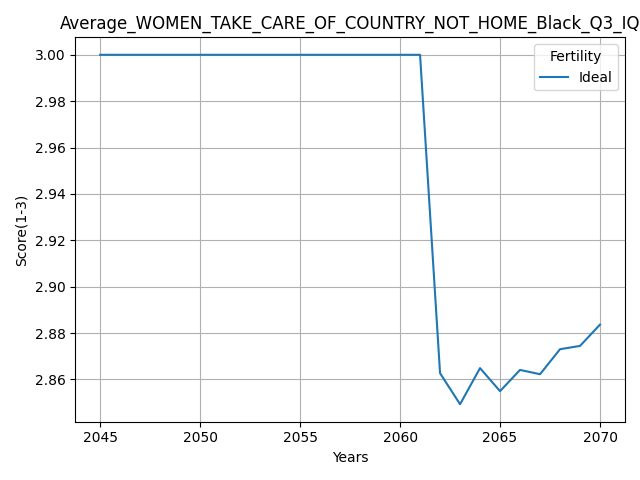 Average_WOMEN_TAKE_CARE_OF_COUNTRY_NOT_HOME_Black_Q3_IQ
3.00
2.98
2.96
2.94
2.92
2.90
2.88
2.86
Score(1-3)
Fertility
Ideal
2045 2050 2055 2060 2065 2070
Years